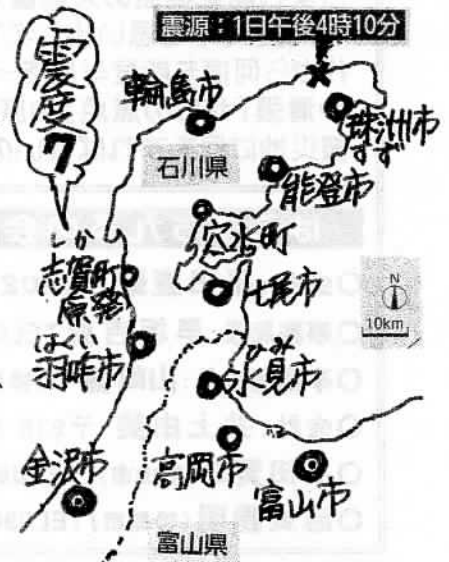 震源：1日午後4時10分
震度
7
輪島市
珠洲市
すず
石川県
能登市
穴水町
しか
志賀町
原発
七尾市
N
10km
はくい
羽咋市
ひみ
氷見市
金沢市
高岡市
富山市
富山県